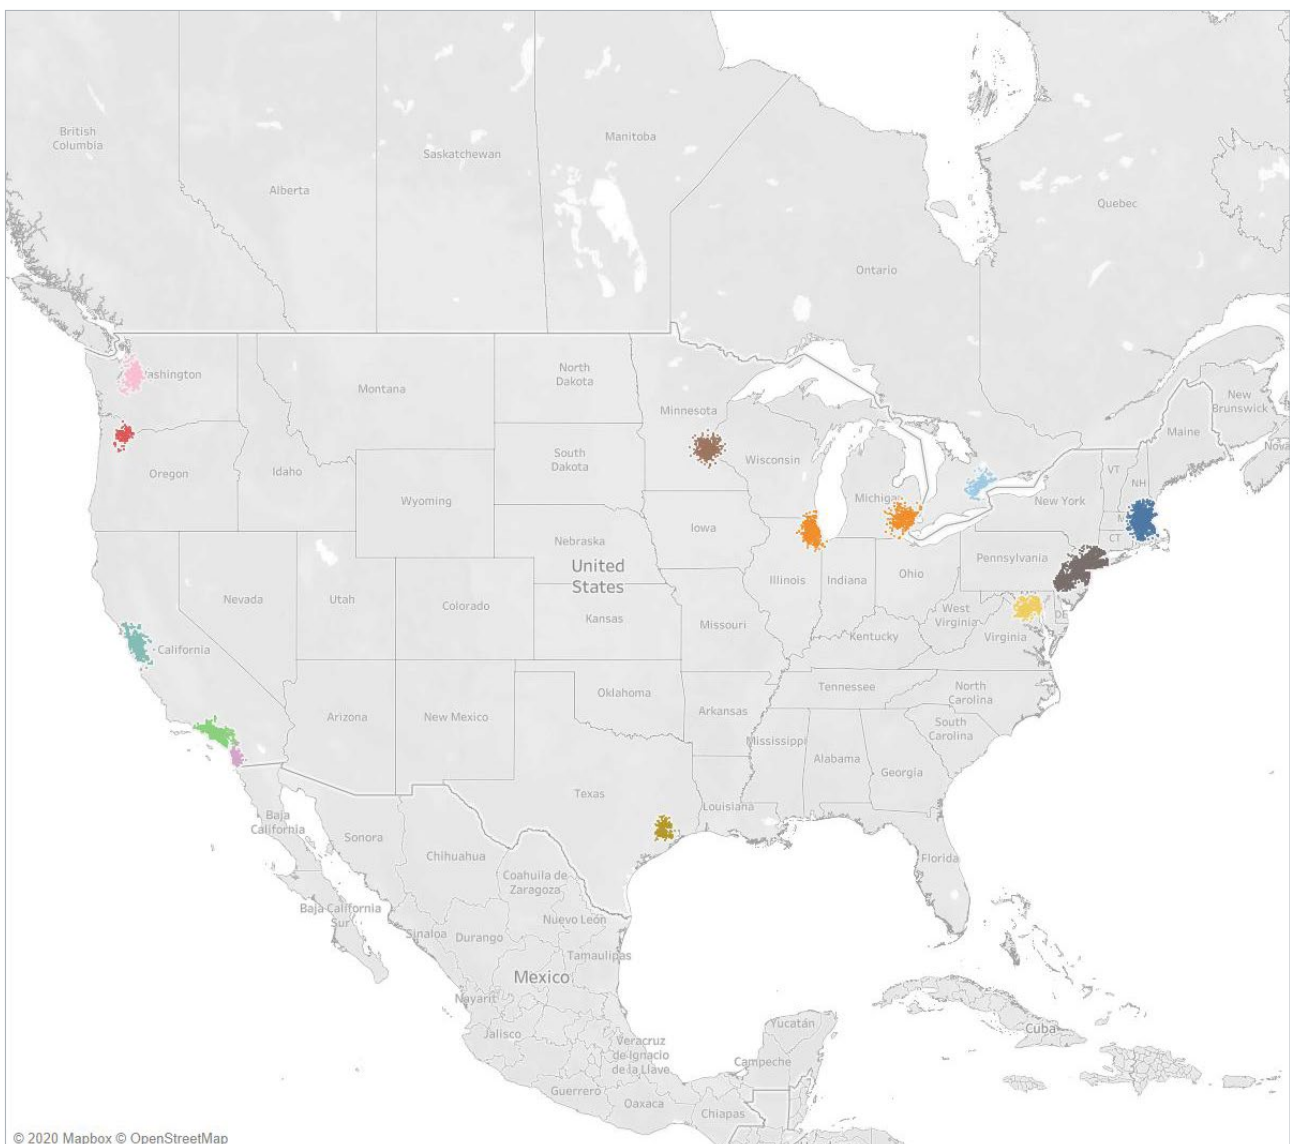 British
Columbia
Alberta
Saskatchewan
Manitoba
Ontario
Quebec
ashington
Montana
North
Dakota
Minnesota
New
Brunswick
Maine
Nova
Oregon
Idaho
Wyoming
South
Dakota
Wisconsin
Michiga
VT
NH
New York
M
CT
Iowa
Nebraska
United
States
Illinois
Indiana
Ohio
Pennsylvania
Nevada
Utah
Colorado
Kansas
Missouri
West
Virginia
DE
Virginia
Kentucky
California
Arizona
New Mexico
Oklahoma
Arkansas
Tennessee
North
Carolina
South
Carolina
Mississippi
Alabama
Georgia
Texas
Louisiana
Baja
California
Sonora
Chihuahua
Florida
Coahuila de
Zaragoza
Baja California
Sur
Sinaloa
Durango
Nuevo León
Tamaulipas
Mexico
Nayarit
Jalisco
Veracruz
de Ignacio
de la Llave
Yucatán
Campeche
Cuba
Guerrero
Oaxaca
Chiapas
© 2020 Mapbox © OpenStreetMap